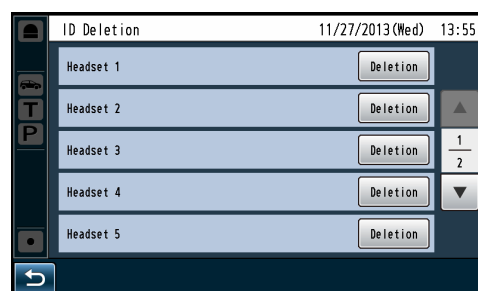 ID Deletion 11/27/2013(Wed) 13:55
Headset 1 Deletion
Headset 2 Deletion
T
P
Headset 3 Deletion
1
2
Headset 4 Deletion
Headset 5 Deletion